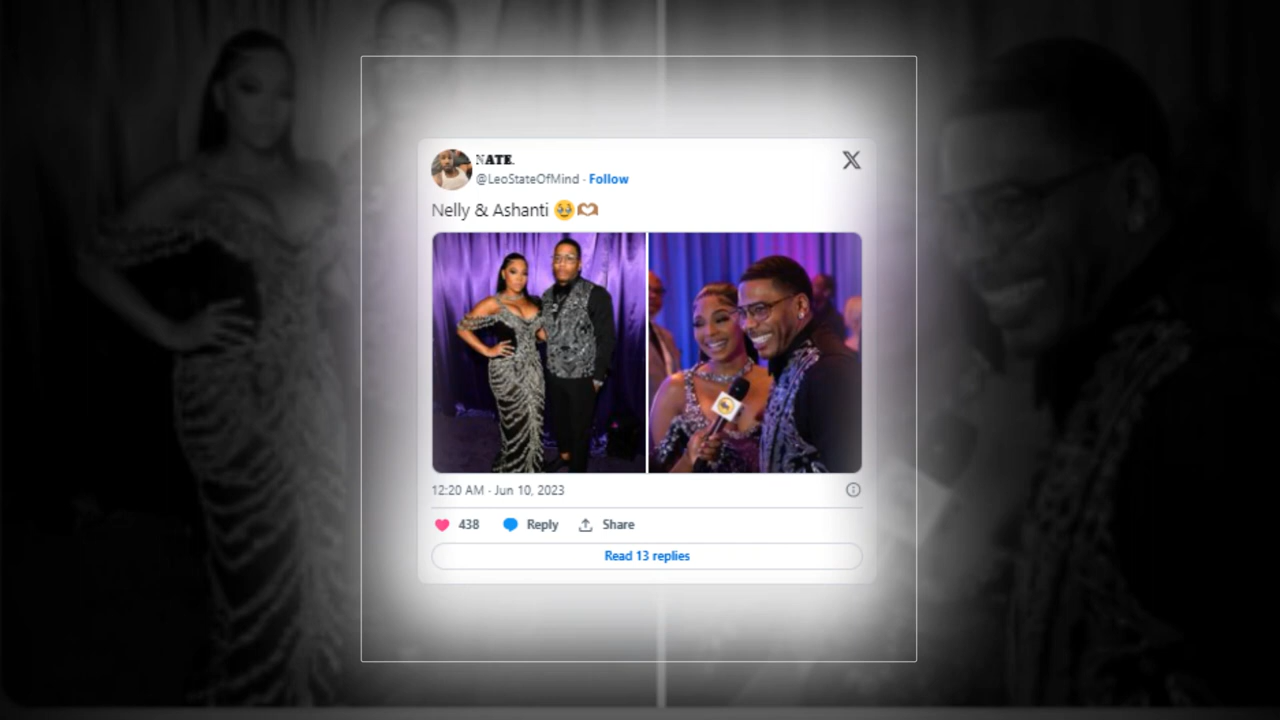 NATE.
@LeoStateOfMind · Follow
Nelly & Ashanti 🥹🫶🏽
12:20 AM · Jun 10, 2023
438 Reply Share
Read 13 replies